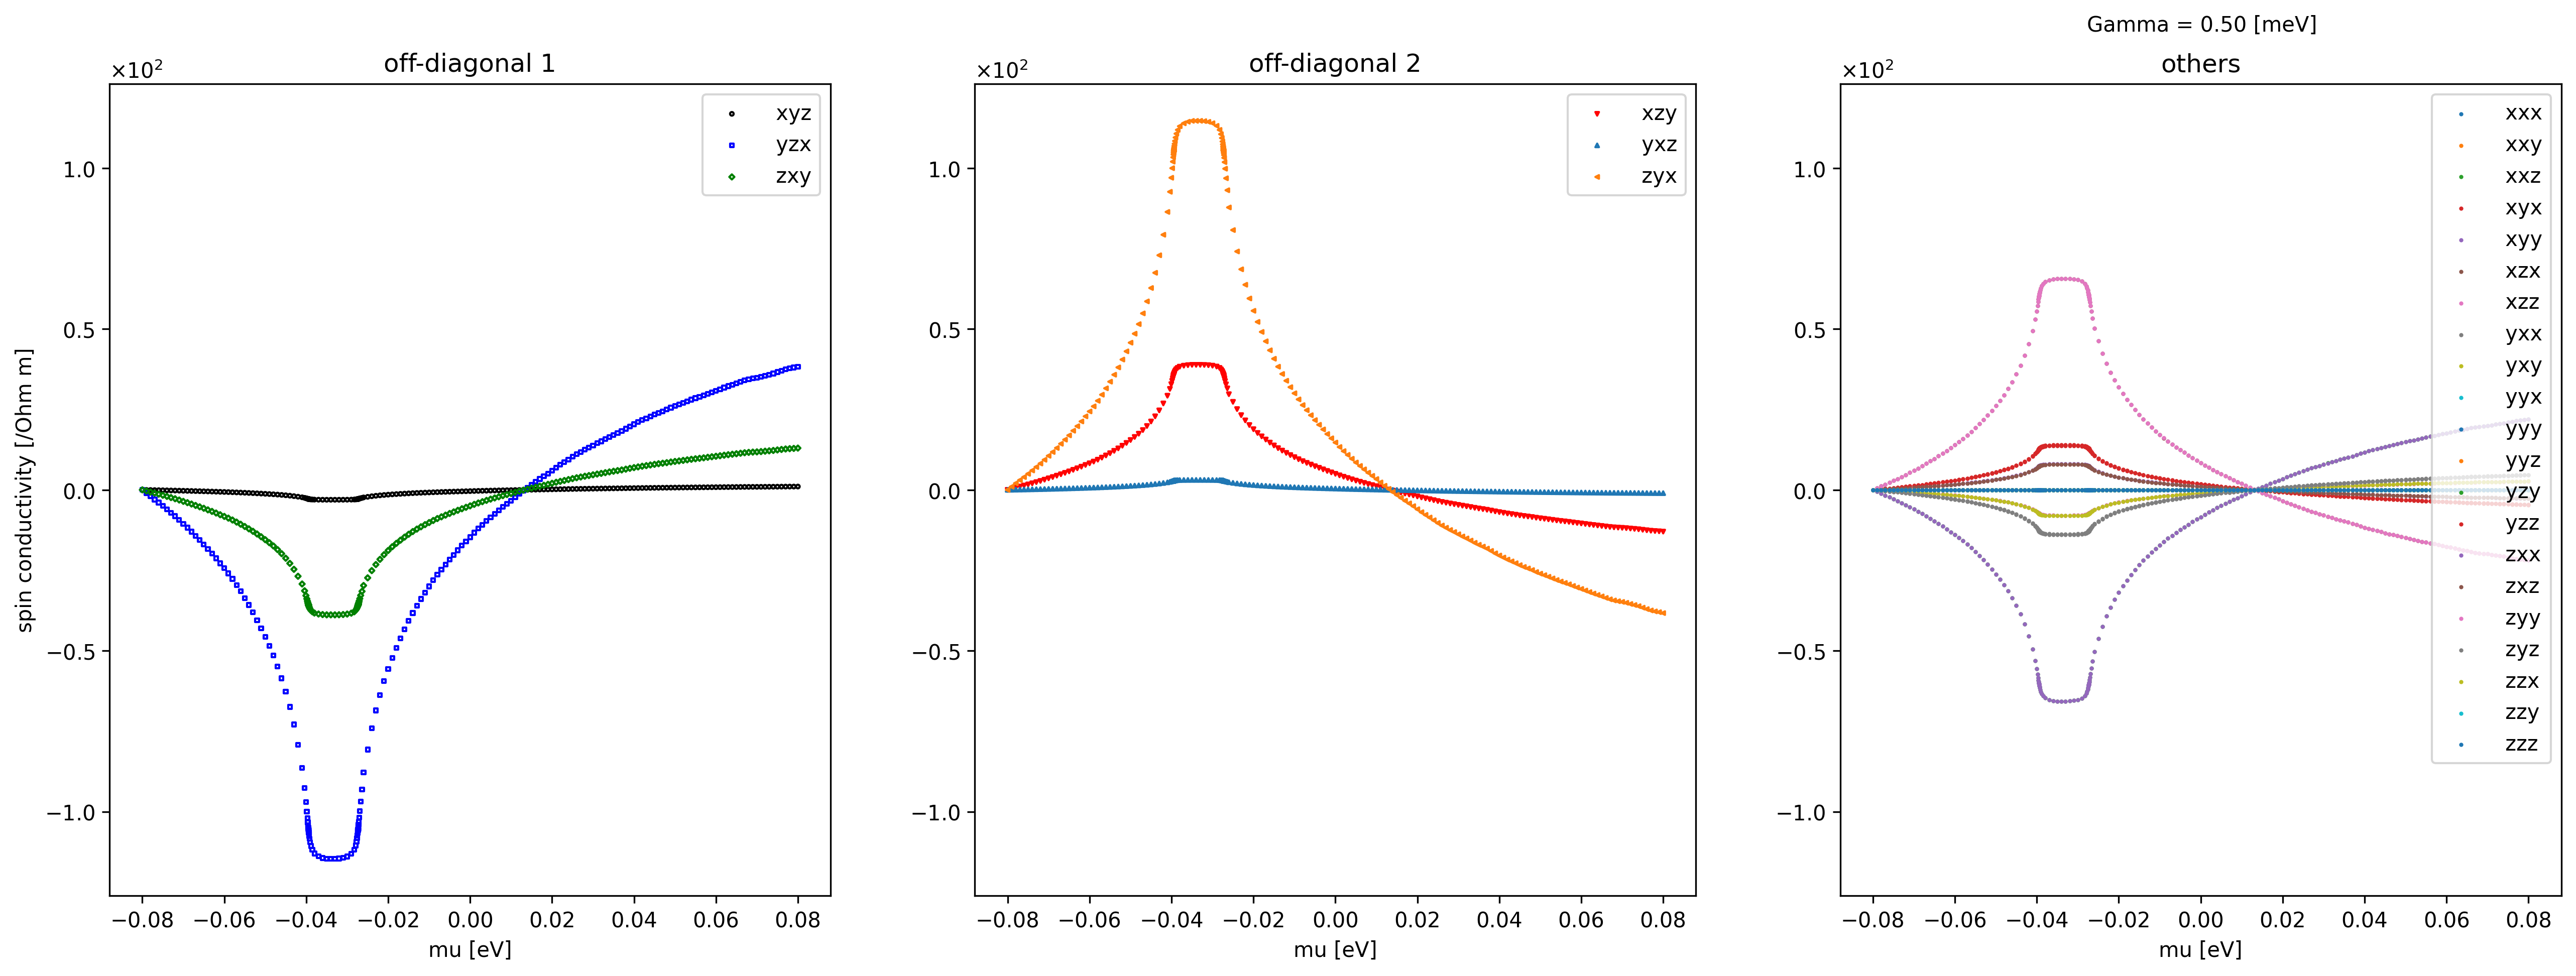 Gamma = 0.50 [meV]
×10²
off-diagonal 1
xyz
yzx
zxy
1.0
0.5
0.0
−0.5
−1.0
spin conductivity [/Ohm m]
−0.08
−0.06
−0.04
−0.02
0.00
0.02
0.04
0.06
0.08
mu [eV]
×10²
off-diagonal 2
xzy
yxz
zyx
1.0
0.5
0.0
−0.5
−1.0
−0.08
−0.06
−0.04
−0.02
0.00
0.02
0.04
0.06
0.08
mu [eV]
×10²
others
xxx
xxy
xxz
xyx
xyy
xzx
xzz
yxx
yxy
yyx
yyy
yyz
yzy
yzz
zxx
zxz
zyy
zyz
zzx
zzy
zzz
1.0
0.5
0.0
−0.5
−1.0
−0.08
−0.06
−0.04
−0.02
0.00
0.02
0.04
0.06
0.08
mu [eV]